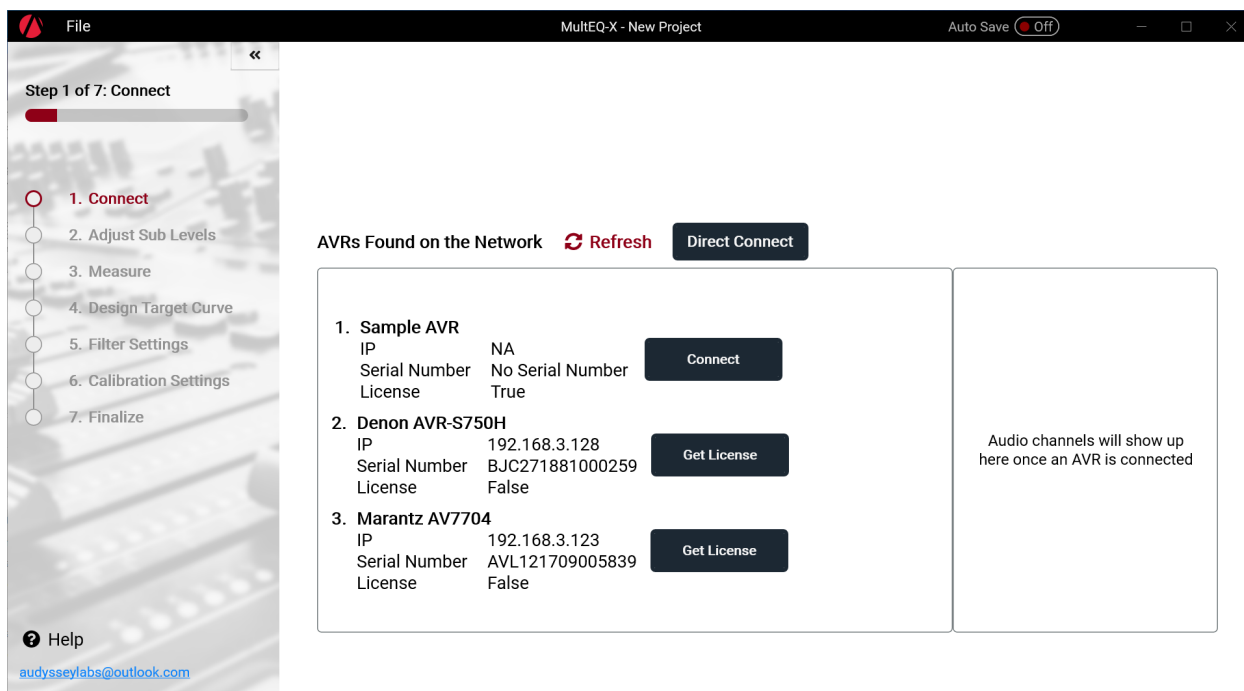 File
MultEQ-X - New Project
Auto Save Off
«
Step 1 of 7: Connect
1. Connect
2. Adjust Sub Levels
3. Measure
4. Design Target Curve
5. Filter Settings
6. Calibration Settings
7. Finalize
? Help
audysseylabs@outlook.com
AVRs Found on the Network Refresh Direct Connect
1. Sample AVR
IP NA
Serial Number No Serial Number
License True
Connect
2. Denon AVR-S750H
IP 192.168.3.128
Serial Number BJC271881000259
License False
Get License
3. Marantz AV7704
IP 192.168.3.123
Serial Number AVL121709005839
License False
Get License
Audio channels will show up
here once an AVR is connected